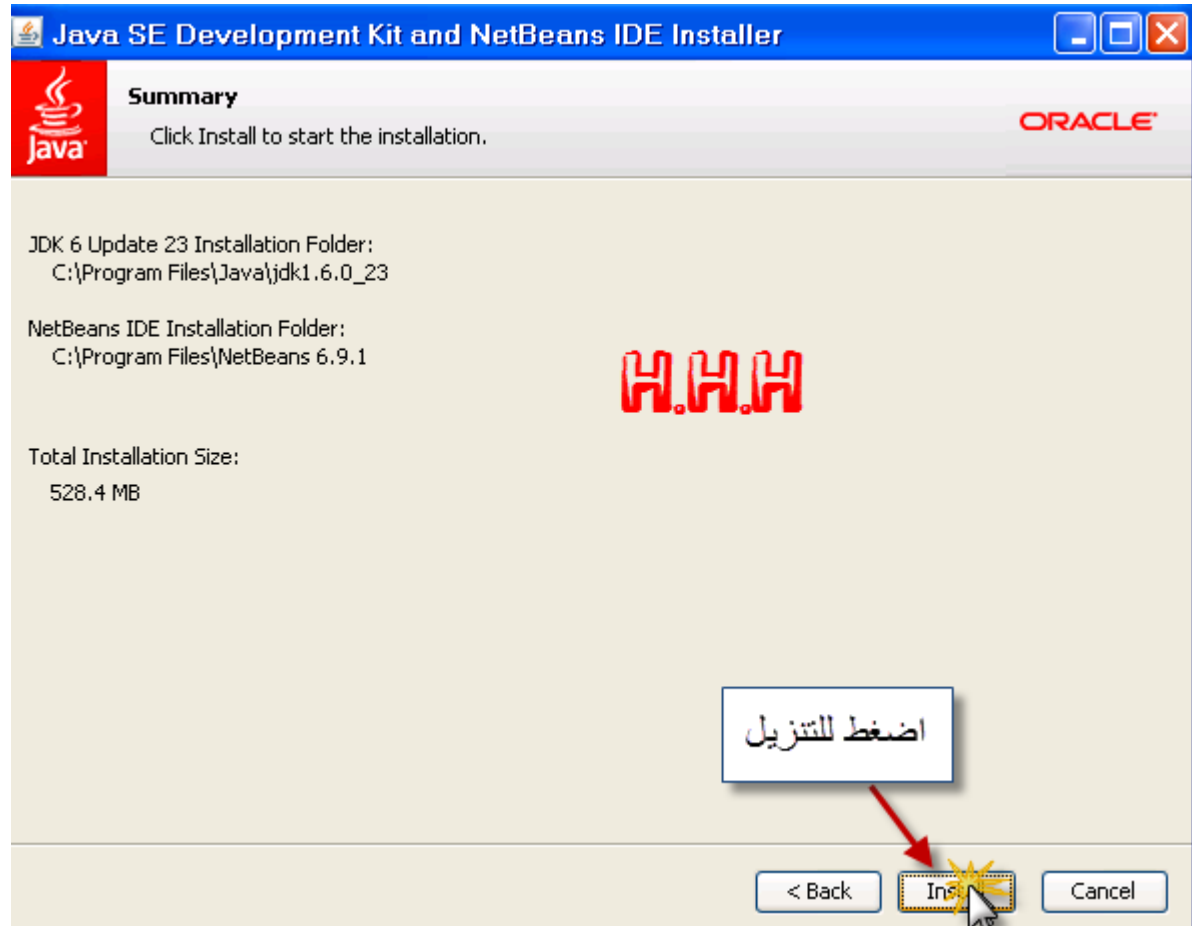 Java SE Development Kit and NetBeans IDE Installer
Java
Summary
Click Install to start the installation.
ORACLE
JDK 6 Update 23 Installation Folder:
C:\Program Files\Java\jdk1.6.0_23
NetBeans IDE Installation Folder:
C:\Program Files\NetBeans 6.9.1
H.H.H
Total Installation Size:
528.4 MB
اضغط للتنزيل
< Back
Cancel